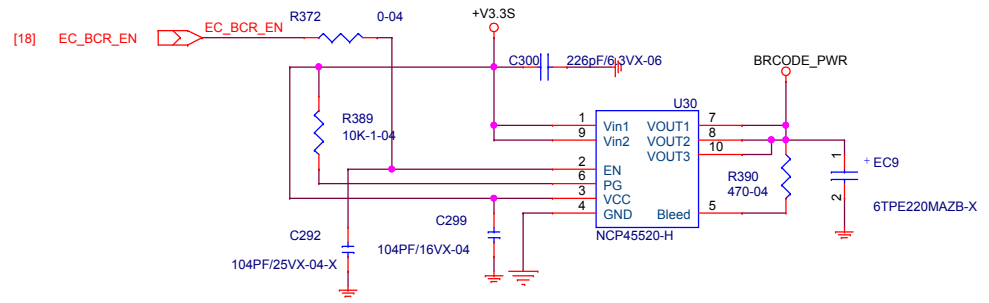 R372
0-04
+V3.3S
[18]
EC_BCR_EN
EC_BCR_EN
C300
226pF/6.3VX-06
BRCODE_PWR
R389
10K-1-04
U30
1
Vin1
VOUT1
7
9
Vin2
VOUT2
8
VOUT3
10
2
EN
6
PG
3
VCC
4
GND
Bleed
5
NCP45520-H
R390
470-04
1
+
EC9
2
6TPE220MAZB-X
C292
104PF/25VX-04-X
C299
104PF/16VX-04